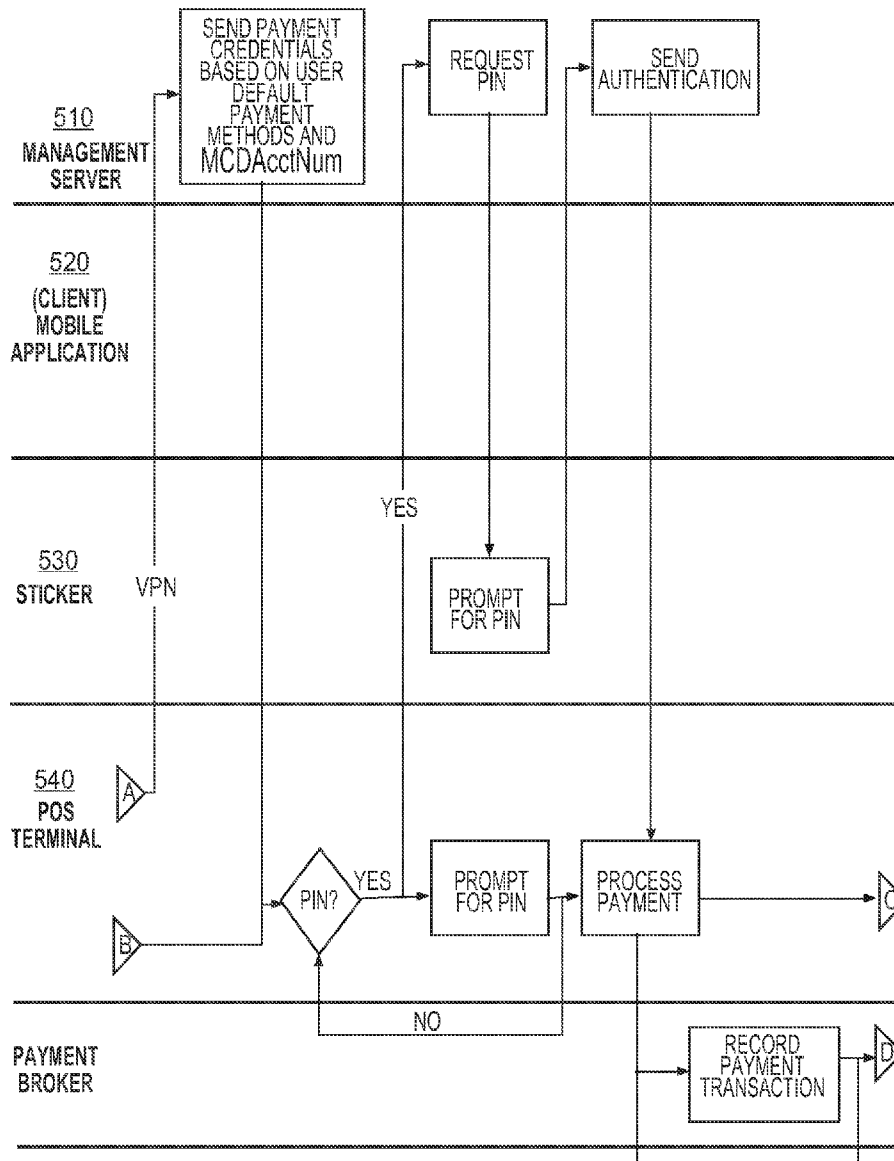 SEND PAYMENT
CREDENTIALS
BASED ON USER
DEFAULT
PAYMENT
METHODS AND
MCDAcctNum
REQUEST
PIN
SEND
AUTHENTICATION
510
MANAGEMENT
SERVER
520
(CLIENT)
MOBILE
APPLICATION
YES
530
STICKER
VPN
PROMPT
FOR PIN
540
POS
TERMINAL
A
PIN?
YES
PROMPT
FOR PIN
PROCESS
PAYMENT
C
B
NO
PAYMENT
BROKER
RECORD
PAYMENT
TRANSACTION
D